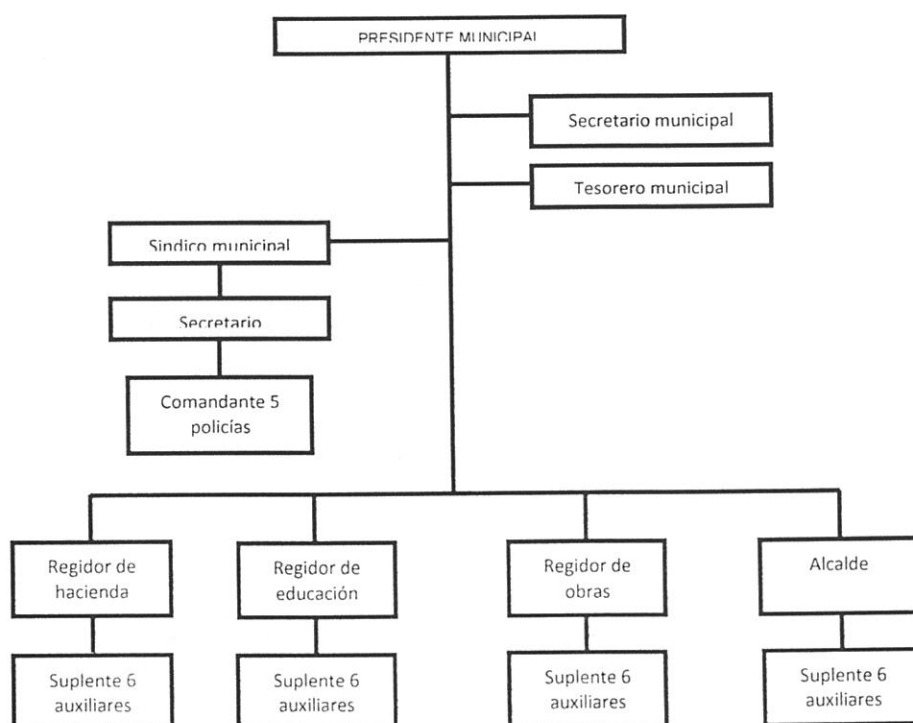 PRESIDENTE MUNICIPAL
Secretario municipal
Tesorero municipal
Sindico municipal
Secretario
Comandante 5
policías
Regidor de
hacienda
Regidor de
educación
Regidor de
obras
Alcalde
Suplente 6
auxiliares
Suplente 6
auxiliares
Suplente 6
auxiliares
Suplente 6
auxiliares